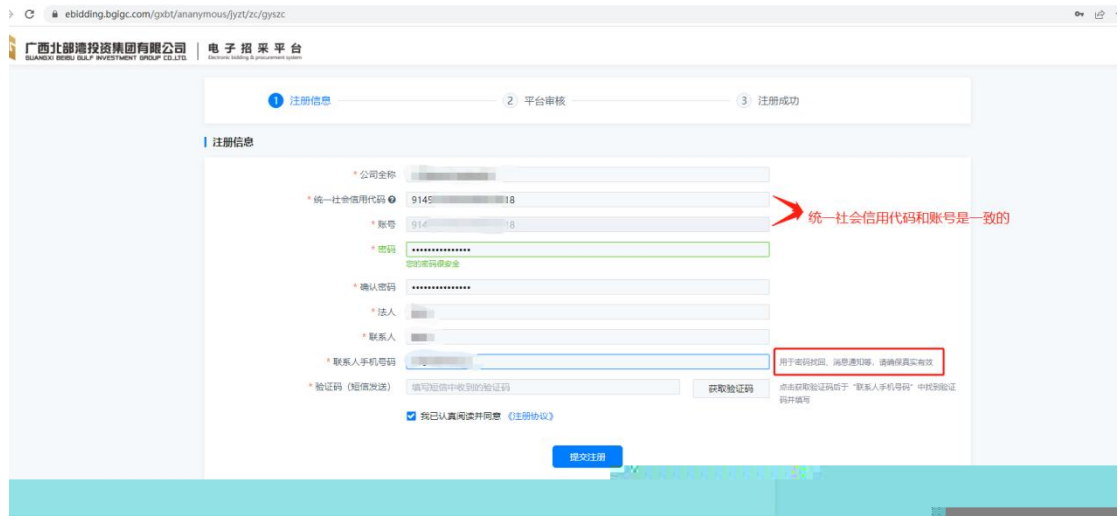 ebidding.bgigc.com/gxbt/ananymous/jyzt/zc/gyszc
广西北部湾投资集团有限公司 电子招采平台
GUANGXI BEIBU GULF INVESTMENT GROUP CO.,LTD. Electronic bidding & procurement system
1 注册信息 2 平台审核 3 注册成功
注册信息
* 公司全称
* 统一社会信用代码 9145 18
* 账号 914 8
统一社会信用代码和账号是一致的
* 密码
您的密码很安全
* 确认密码
* 法人
* 联系人
* 联系人手机号码 用于密码找回、消息通知等，请确保真实有效
* 验证码（短信发送） 填写短信中收到的验证码 获取验证码 点击获取验证码后于“联系人手机号码”中找到验证
码并填写
我已认真阅读并同意 《注册协议》
提交注册